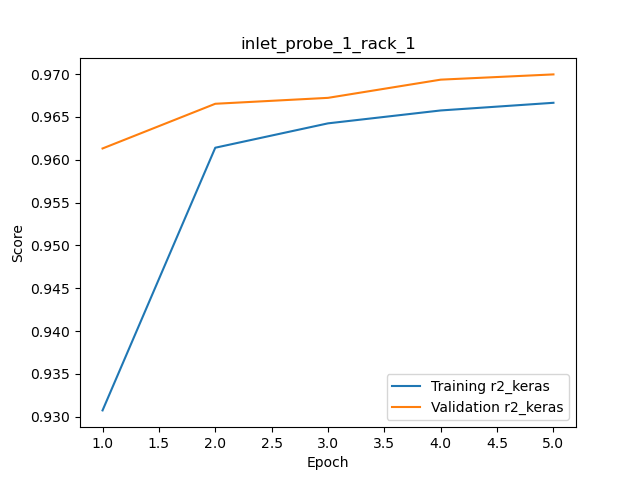 inlet_probe_1_rack_1
0.970
0.965
0.960
0.955
0.950
0.945
0.940
0.935
0.930
Score
1.0 1.5 2.0 2.5 3.0 3.5 4.0 4.5 5.0
Epoch
Training r2_keras
Validation r2_keras